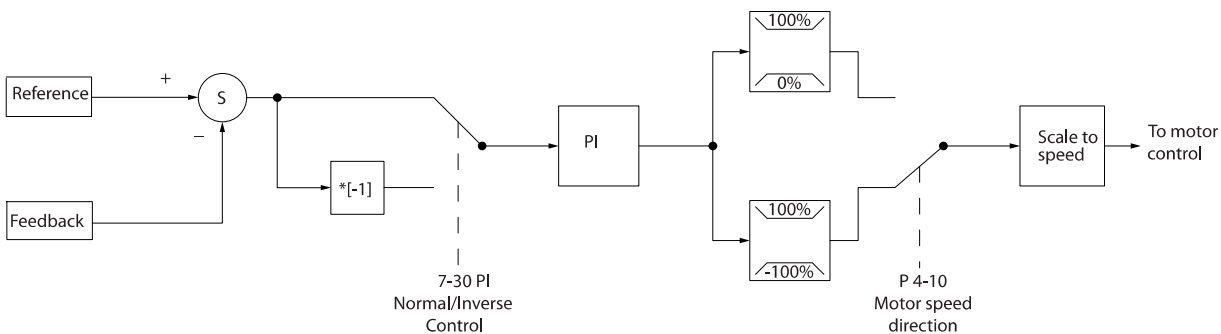 Reference
+
S
−
Feedback
*[-1]
7-30 PI
Normal/Inverse
Control
PI
100%
0%
100%
-100%
P 4-10
Motor speed
direction
Scale to
speed
To motor
control